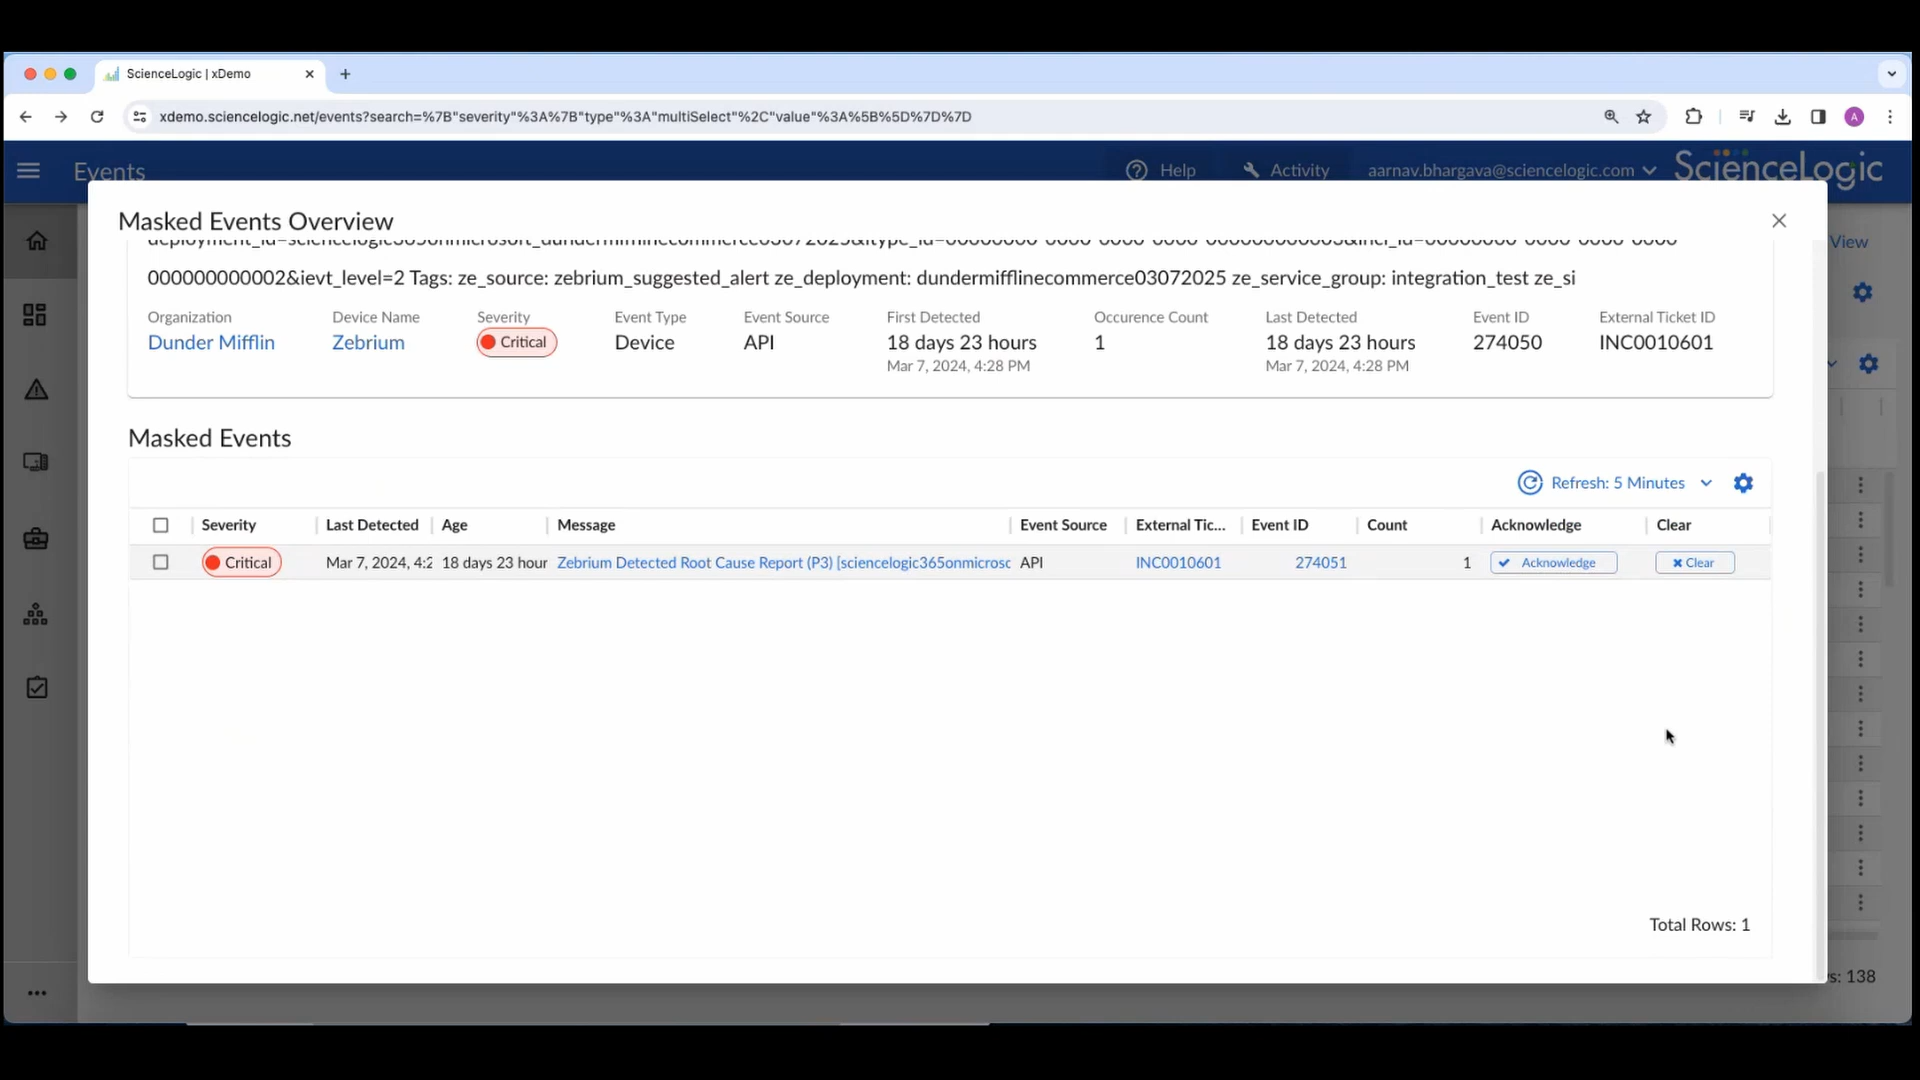 ScienceLogic | xDemo
xdemo.sciencelogic.net/events?search=%7B"severity"%3A%7B"type"%3A"multiSelect"%2C"value"%3A%5B%5D%7D%7D
A
Events
Help
Activity
aarnav.bhargava@sciencelogic.com
ScienceLogic
View
Masked Events Overview
000000000002&ievt_level=2 Tags: ze_source: zebrium_suggested_alert ze_deployment: dundermifflinecommerce03072025 ze_service_group: integration_test ze_si
Organization Device Name Severity Event Type Event Source First Detected Occurence Count Last Detected Event ID External Ticket ID
Dunder Mifflin Zebrium Critical Device API 18 days 23 hours 1 18 days 23 hours 274050 INC0010601
Mar 7, 2024, 4:28 PM Mar 7, 2024, 4:28 PM
Masked Events
Refresh: 5 Minutes
Severity Last Detected Age Message Event Source External Tic... Event ID Count Acknowledge Clear
Critical Mar 7, 2024, 4:2 18 days 23 hour Zebrium Detected Root Cause Report (P3) [sciencelogic365onmicrosc API INC0010601 274051 1 Acknowledge Clear
Total Rows: 1
s: 138